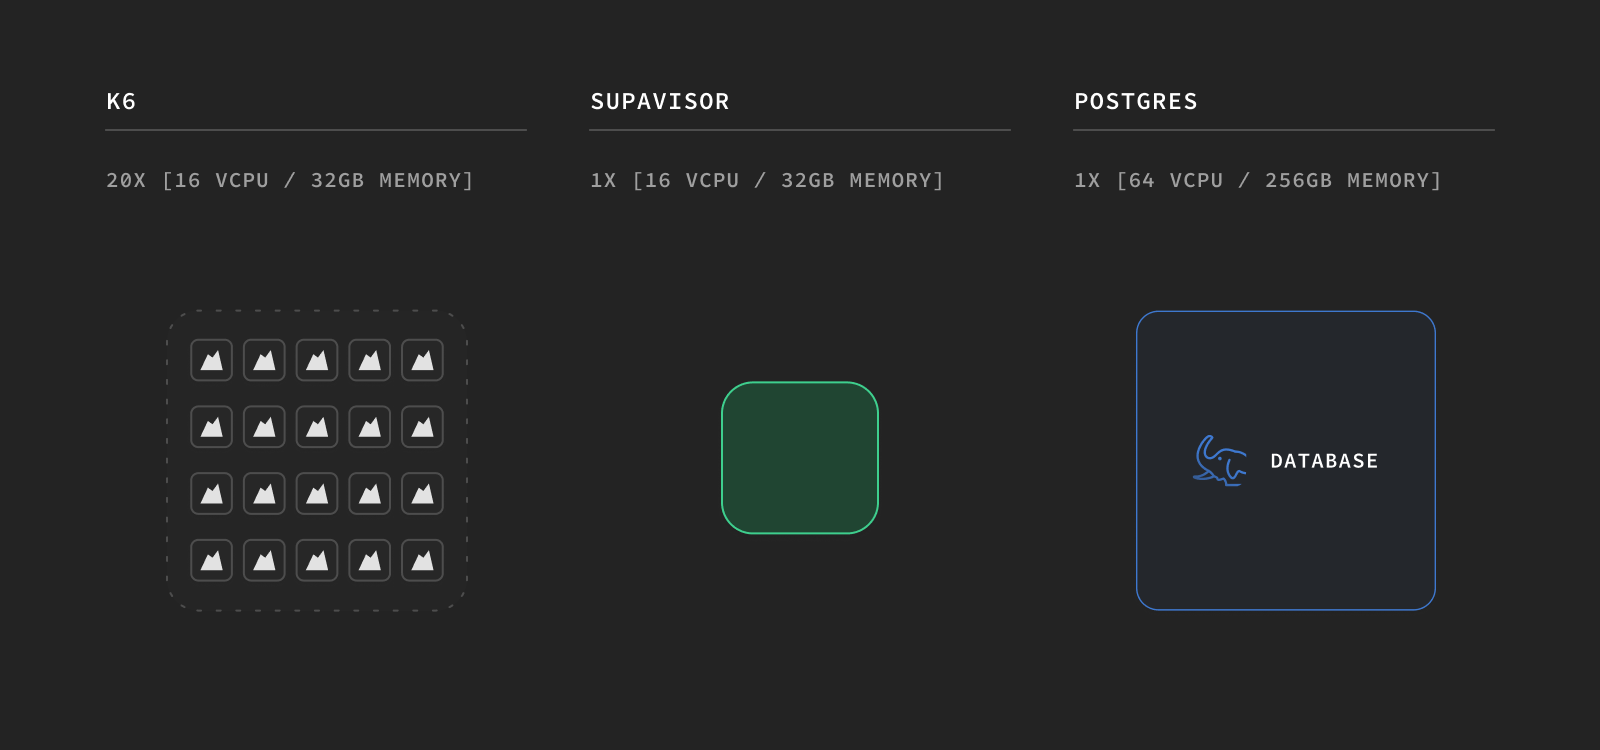 K6
20X [16 VCPU / 32GB MEMORY]
SUPAVISOR
1X [16 VCPU / 32GB MEMORY]
POSTGRES
1X [64 VCPU / 256GB MEMORY]
DATABASE